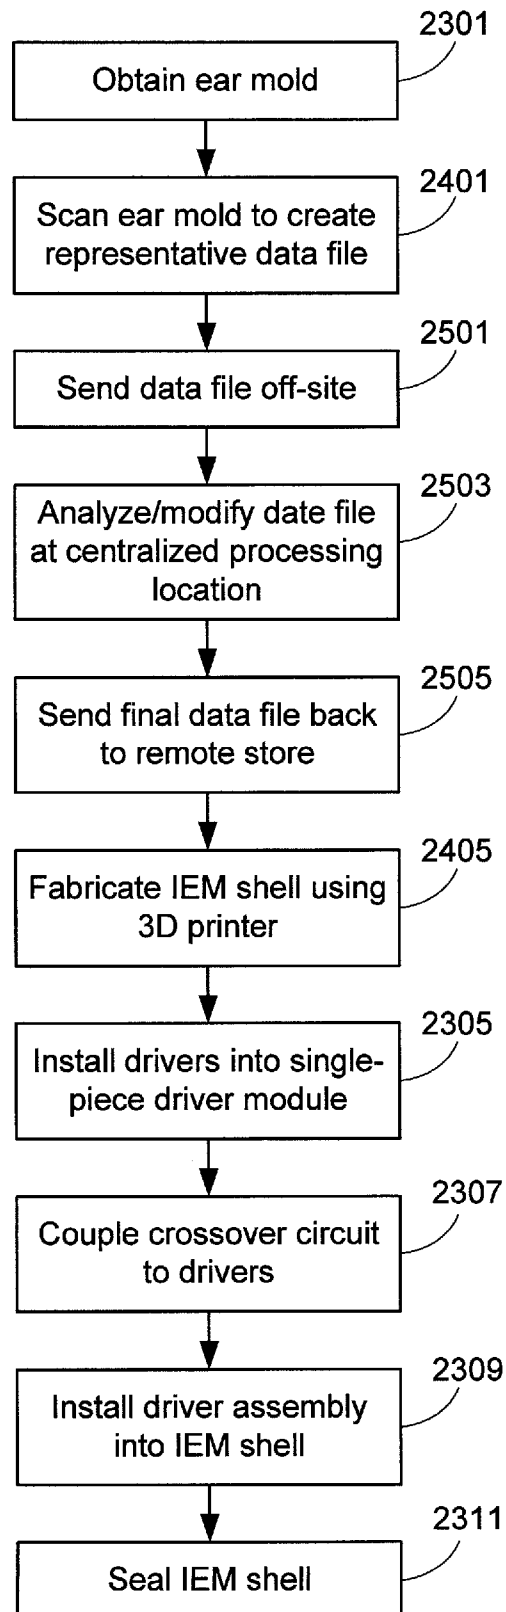 2301
Obtain ear mold
2401
Scan ear mold to create
representative data file
2501
Send data file off-site
2503
Analyze/modify date file
at centralized processing
location
2505
Send final data file back
to remote store
2405
Fabricate IEM shell using
3D printer
2305
Install drivers into single-
piece driver module
2307
Couple crossover circuit
to drivers
2309
Install driver assembly
into IEM shell
2311
Seal IEM shell